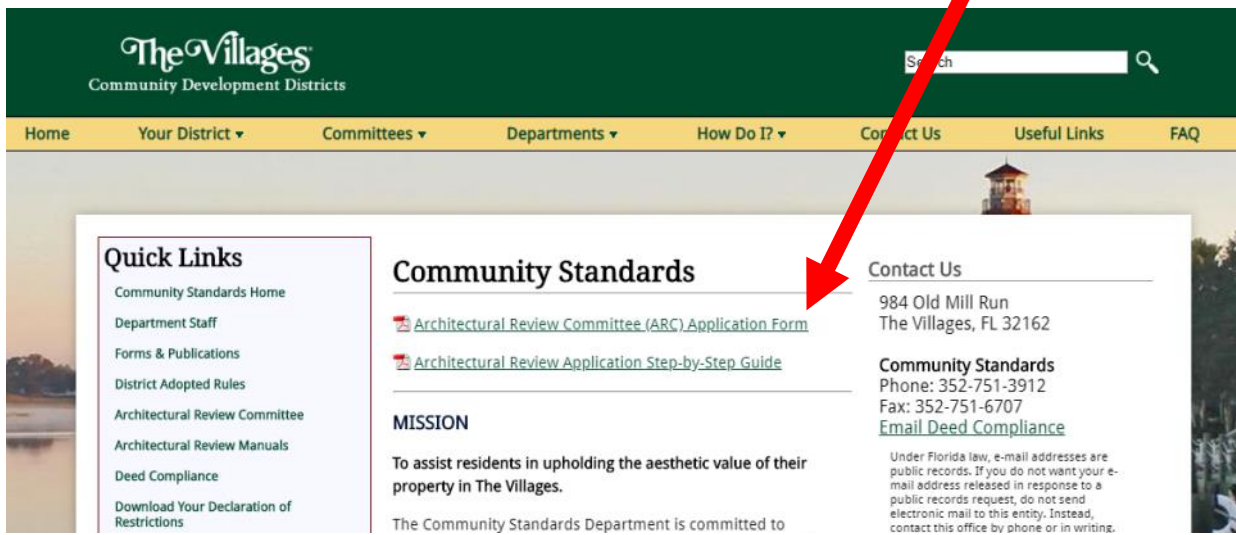 The Villages
Community Development Districts
Search
Home Your District ▾ Committees ▾ Departments ▾ How Do I? ▾ Contact Us Useful Links FAQ
Quick Links
Community Standards Home
Department Staff
Forms & Publications
District Adopted Rules
Architectural Review Committee
Architectural Review Manuals
Deed Compliance
Download Your Declaration of
Restrictions
Community Standards
Architectural Review Committee (ARC) Application Form
Architectural Review Application Step-by-Step Guide
MISSION
To assist residents in upholding the aesthetic value of their
property in The Villages.
The Community Standards Department is committed to
Contact Us
984 Old Mill Run
The Villages, FL 32162
Community Standards
Phone: 352-751-3912
Fax: 352-751-6707
Email Deed Compliance
Under Florida law, e-mail addresses are
public records. If you do not want your e-
mail address released in response to a
public records request, do not send
electronic mail to this entity. Instead,
contact this office by phone or in writing.